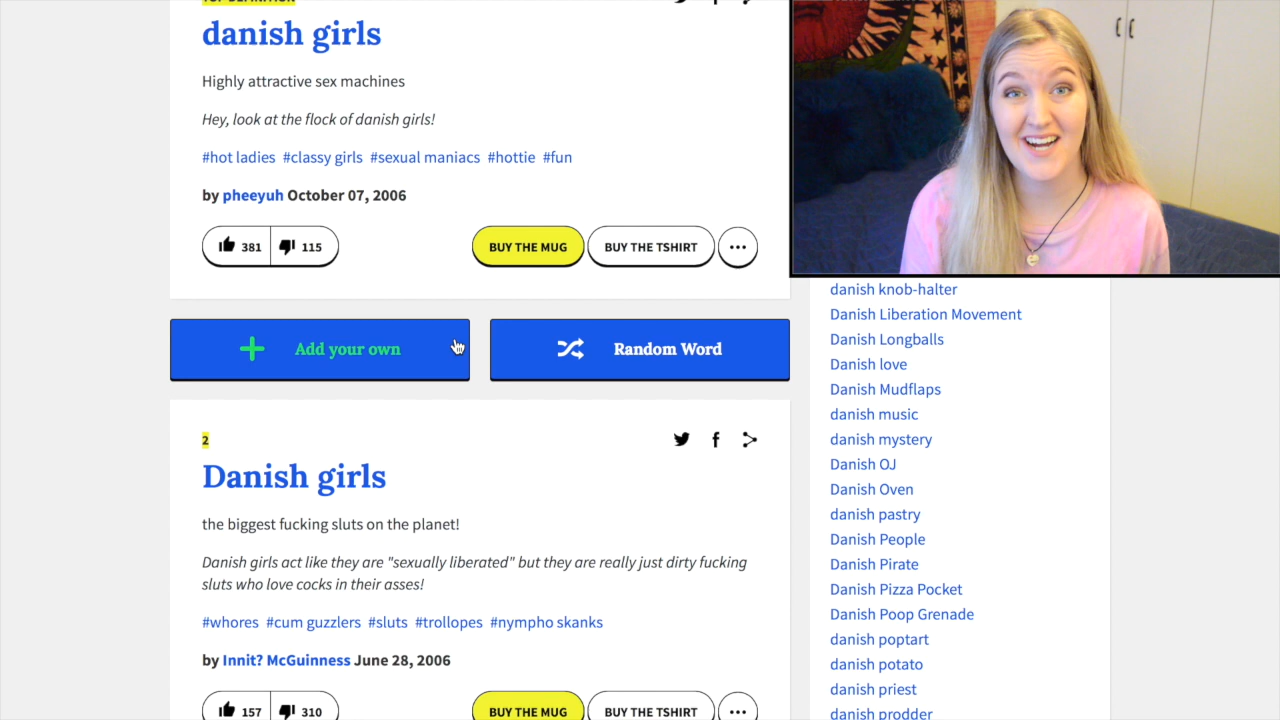 TOP DEFINITION
danish girls
Highly attractive sex machines
Hey, look at the flock of danish girls!
#hot ladies #classy girls #sexual maniacs #hottie #fun
by pheeyuh October 07, 2006
381 115 BUY THE MUG BUY THE TSHIRT
Add your own Random Word
2
Danish girls
the biggest fucking sluts on the planet!
Danish girls act like they are "sexually liberated" but they are really just dirty fucking
sluts who love cocks in their asses!
#whores #cum guzzlers #sluts #trollopes #nympho skanks
by Innit? McGuinness June 28, 2006
157 310 BUY THE MUG BUY THE TSHIRT
danish knob-halter
Danish Liberation Movement
Danish Longballs
Danish love
Danish Mudflaps
danish music
danish mystery
Danish OJ
Danish Oven
danish pastry
Danish People
Danish Pirate
Danish Pizza Pocket
Danish Poop Grenade
danish poptart
danish potato
danish priest
danish prodder